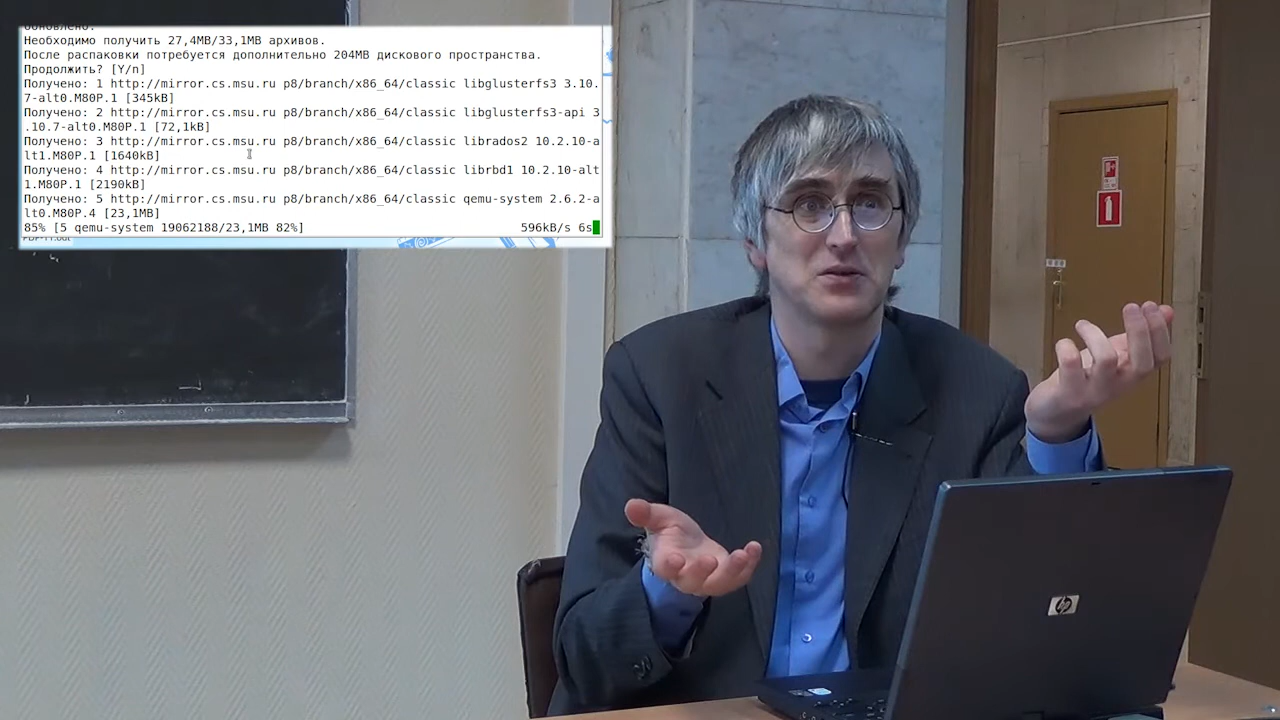 обновлено.
Необходимо получить 27,4MB/33,1MB архивов.
После распаковки потребуется дополнительно 204MB дискового пространства.
Продолжить? [Y/n]
Получено: 1 http://mirror.cs.msu.ru p8/branch/x86_64/classic libglusterfs3 3.10.
7-alt0.M80P.1 [345kB]
Получено: 2 http://mirror.cs.msu.ru p8/branch/x86_64/classic libglusterfs3-api 3
.10.7-alt0.M80P.1 [72,1kB]
Получено: 3 http://mirror.cs.msu.ru p8/branch/x86_64/classic librados2 10.2.10-a
lt1.M80P.1 [1640kB]
Получено: 4 http://mirror.cs.msu.ru p8/branch/x86_64/classic librbd1 10.2.10-alt
1.M80P.1 [2190kB]
Получено: 5 http://mirror.cs.msu.ru p8/branch/x86_64/classic qemu-system 2.6.2-a
lt0.M80P.4 [23,1MB]
85% [5 qemu-system 19062188/23,1MB 82%] 596kB/s 6s
hp